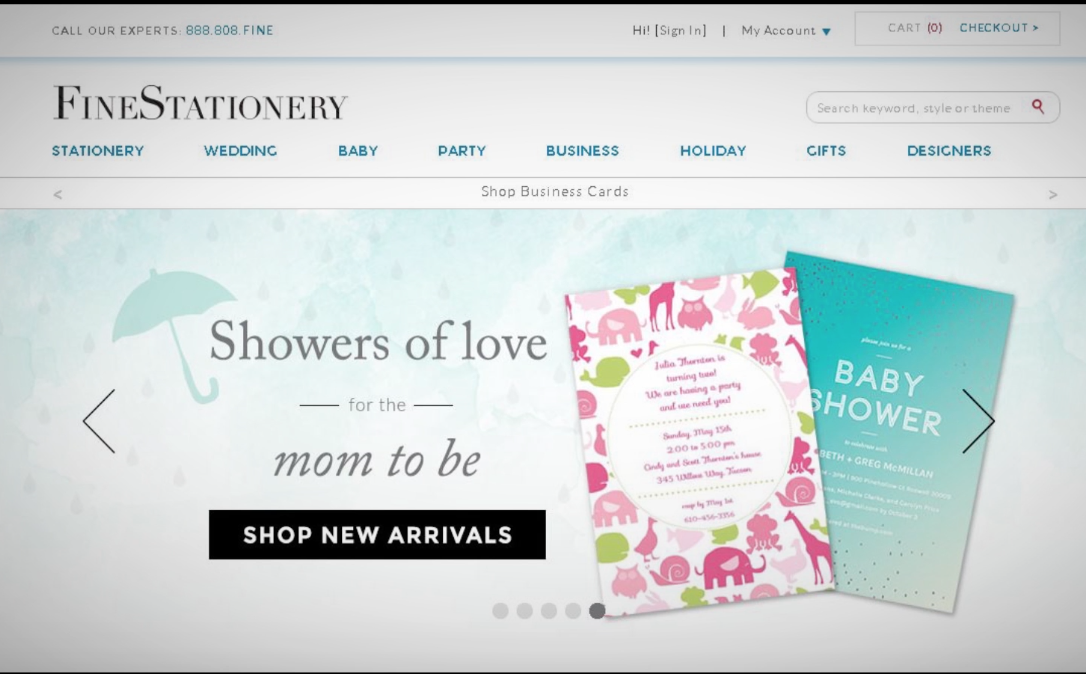 CALL OUR EXPERTS: 888.808.FINE
Hi! [Sign In] | My Account ▼
CART (0) CHECKOUT >
FINESTATIONERY
Search keyword, style or theme
STATIONERY WEDDING BABY PARTY BUSINESS HOLIDAY GIFTS DESIGNERS
< Shop Business Cards >
Showers of love
for the
mom to be
SHOP NEW ARRIVALS
Julia Thornton is
turning two!
We are having a party
and we need you!
Sunday, May 15th
2.00 to 5.00 pm
Cindy and Scott Thornton's house
345 Willow Way, Tucson
rsvp by May 1st
610-456-3356
please join us for a
BABY
SHOWER
to celebrate with
BETH + GREG McMILLAN